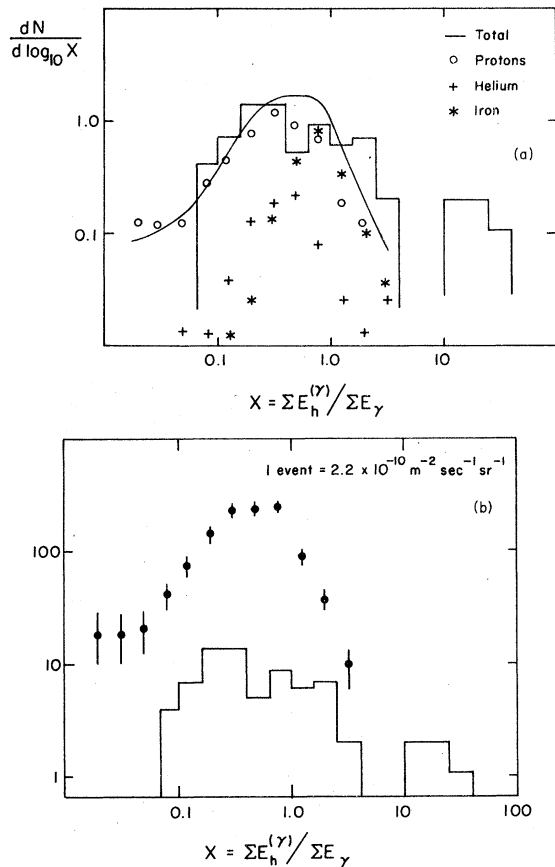 dN
d log₁₀ X
Total
Protons
Helium
Iron
(a)
1.0
0.1
0.1
1.0
10
X = ΣE_h^(γ) / ΣE_γ
1 event = 2.2 x 10⁻¹⁰ m⁻² sec⁻¹ sr⁻¹
(b)
100
10
1
0.1
1.0
10
100
X = ΣE_h^(γ) / ΣE_γ